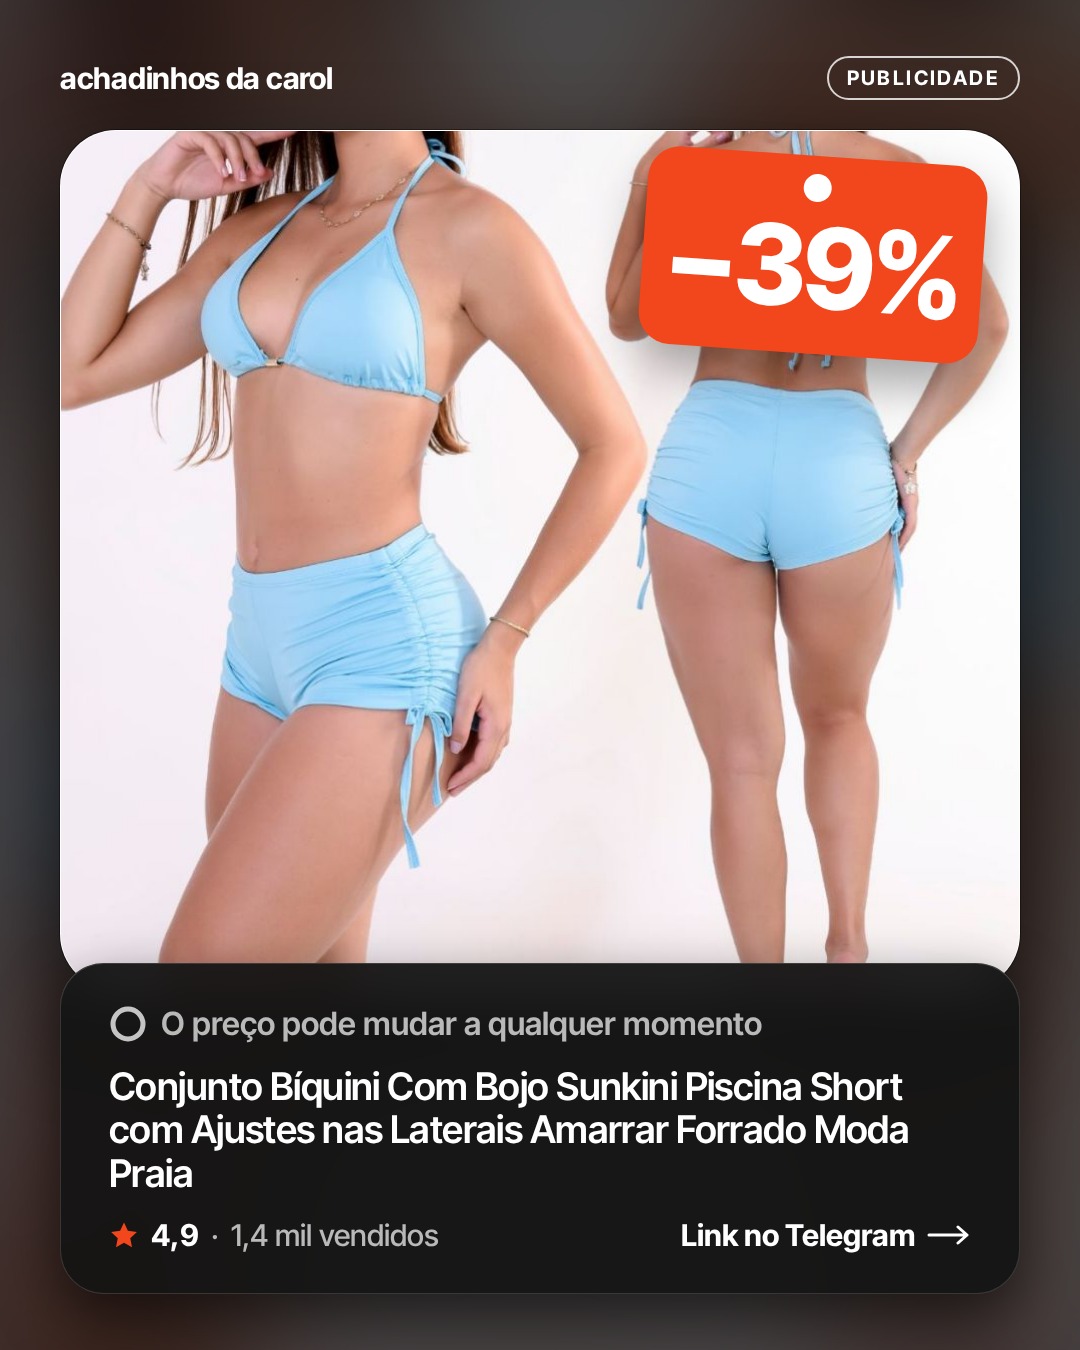 achadinhos da carol
PUBLICIDADE
-39%
O preço pode mudar a qualquer momento
Conjunto Bíquini Com Bojo Sunkini Piscina Short
com Ajustes nas Laterais Amarrar Forrado Moda
Praia
4,9 · 1,4 mil vendidos
Link no Telegram →